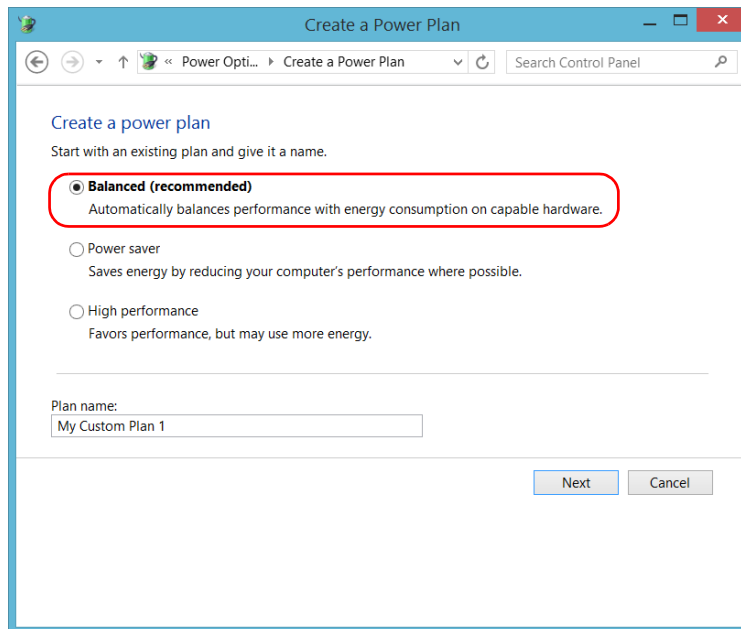 Create a Power Plan
« Power Opti... Create a Power Plan Search Control Panel
Create a power plan
Start with an existing plan and give it a name.
Balanced (recommended)
Automatically balances performance with energy consumption on capable hardware.
Power saver
Saves energy by reducing your computer's performance where possible.
High performance
Favors performance, but may use more energy.
Plan name:
My Custom Plan 1
Next Cancel